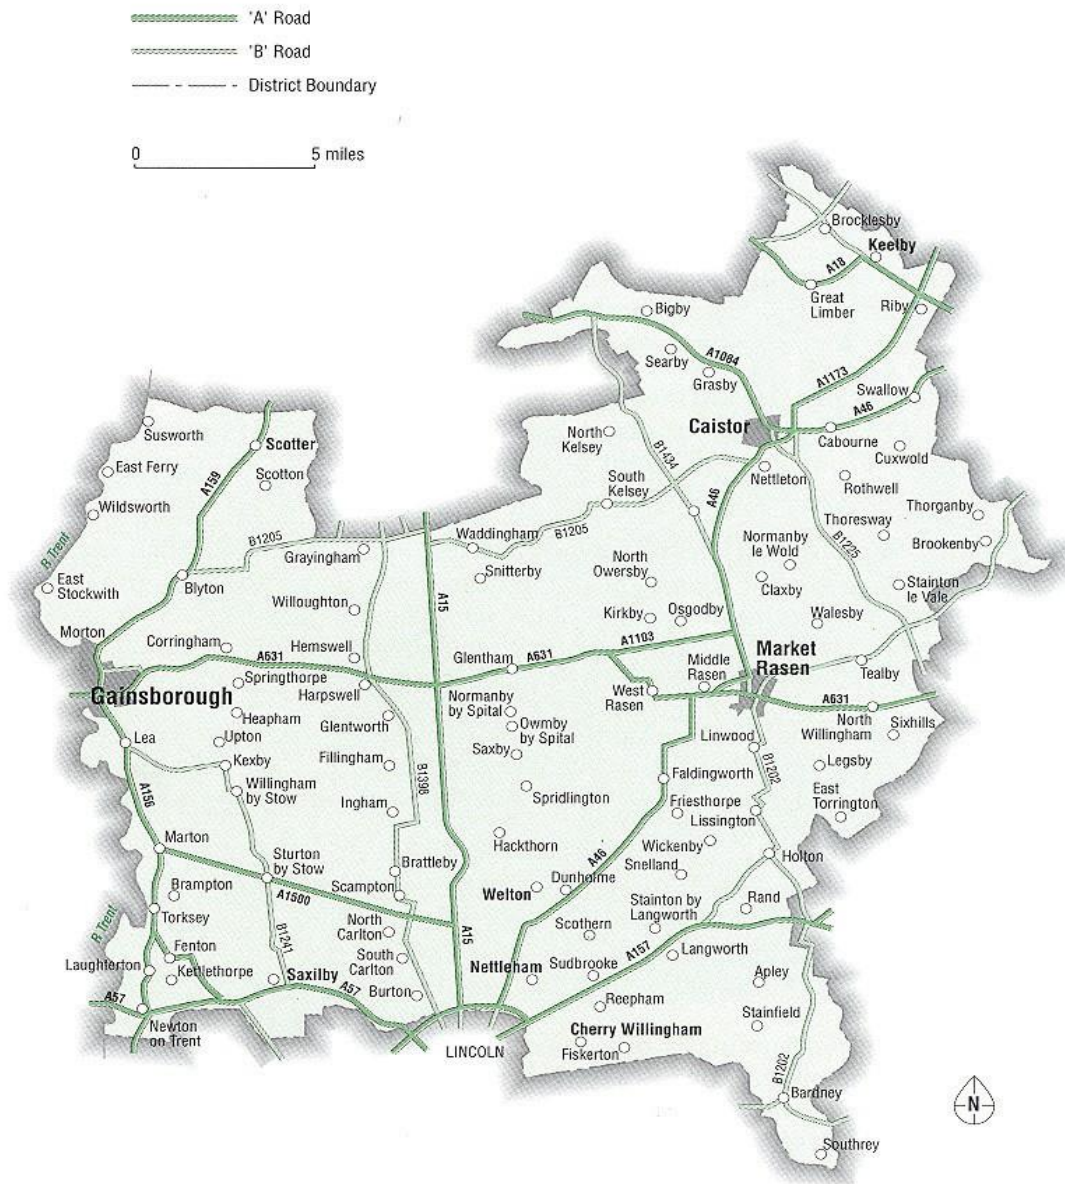 'A' Road
'B' Road
District Boundary
0 5 miles
Brocklesby
Keelby
A18
Great
Limber
Riby
Bigby
Searby
A1084
Grasby
A1173
Swallow
A46
Caistor
Cabourne
Cuxwold
North
Kelsey
B1434
South
Kelsey
A46
Nettleton
Rothwell
Thorganby
Thoresway
Brookenby
Susworth
Scotter
East Ferry
Scotton
A159
Wildsworth
R Trent
B1205
Grayingham
Waddingham
B1205
Snitterby
North
Owersby
Normanby
le Wold
B1225
Claxby
Stainton
le Vale
East
Stockwith
Blyton
Willoughton
A15
Kirkby
Osgodby
Walesby
Morton
Corringham
Hemswell
A631
Glentham
A631
A1103
Middle
Rasen
Market
Rasen
Tealby
Gainsborough
Springthorpe
Harpswell
Normanby
by Spital
West
Rasen
A631
North
Willingham
Sixhills
Heapham
Glentworth
Owmby
by Spital
Lea
Upton
Saxby
Linwood
Kexby
Fillingham
B1398
Faldingworth
B1202
Legsby
Willingham
by Stow
A156
Spridlington
Ingham
Friesthorpe
Lissington
East
Torrington
Marton
Hackthorn
Wickenby
Sturton
by Stow
Brattleby
A46
Snelland
Holton
Brampton
A1500
Scampton
Welton
Dunholme
Stainton by
Langworth
Rand
R Trent
Torksey
North
Carlton
A15
Scothern
A157
Fenton
B1241
South
Carlton
Langworth
Laughterton
Kettlethorpe
Saxilby
Nettleham
Sudbrooke
Apley
A57
A57
Burton
Reepham
Stainfield
Newton
on Trent
LINCOLN
Cherry Willingham
Fiskerton
B1202
Bardney
N
Southrey